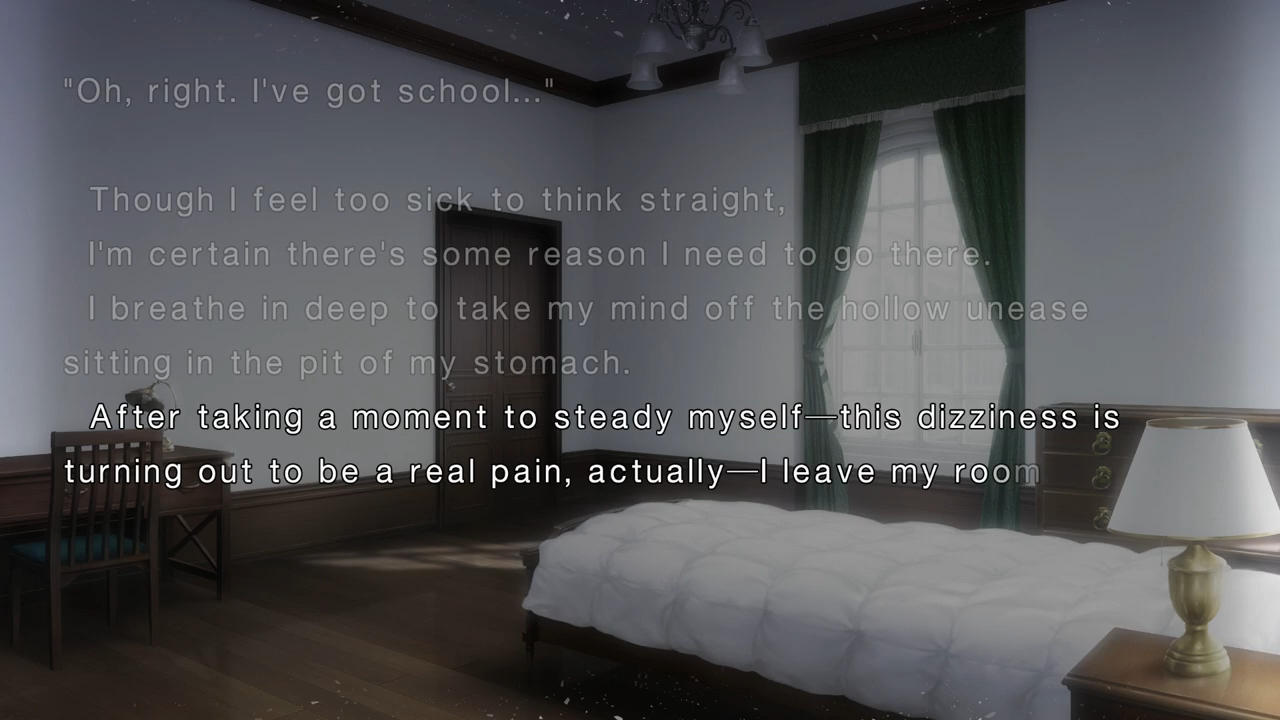 "Oh, right. I've got school..."
Though I feel too sick to think straight,
I'm certain there's some reason I need to go there.
I breathe in deep to take my mind off the hollow unease
sitting in the pit of my stomach.
After taking a moment to steady myself—this dizziness is
turning out to be a real pain, actually—I leave my room